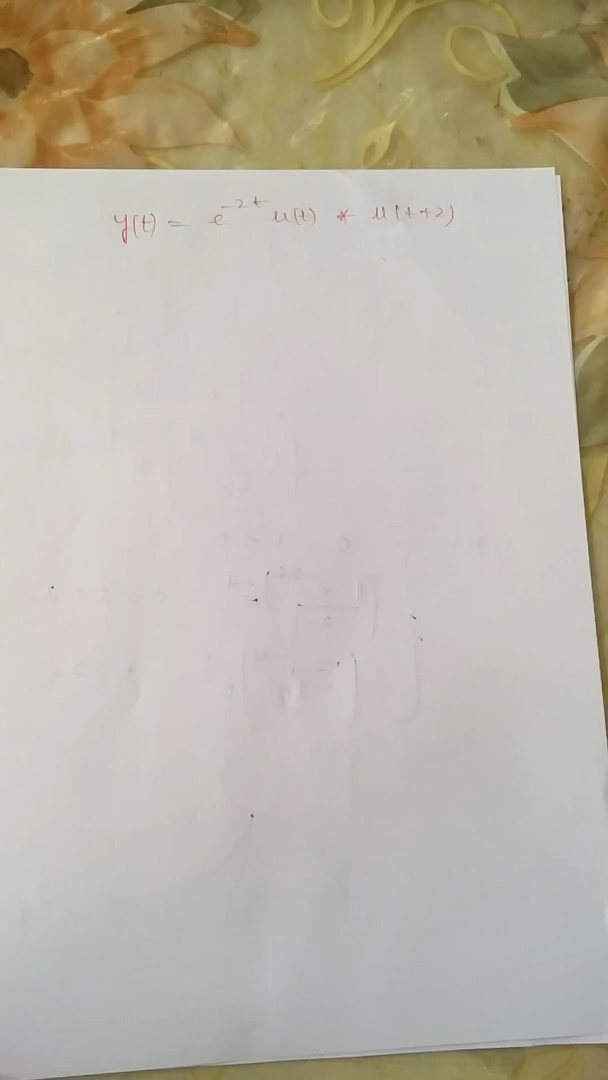 y(t) = e^{-2t} u(t) * u(t+2)